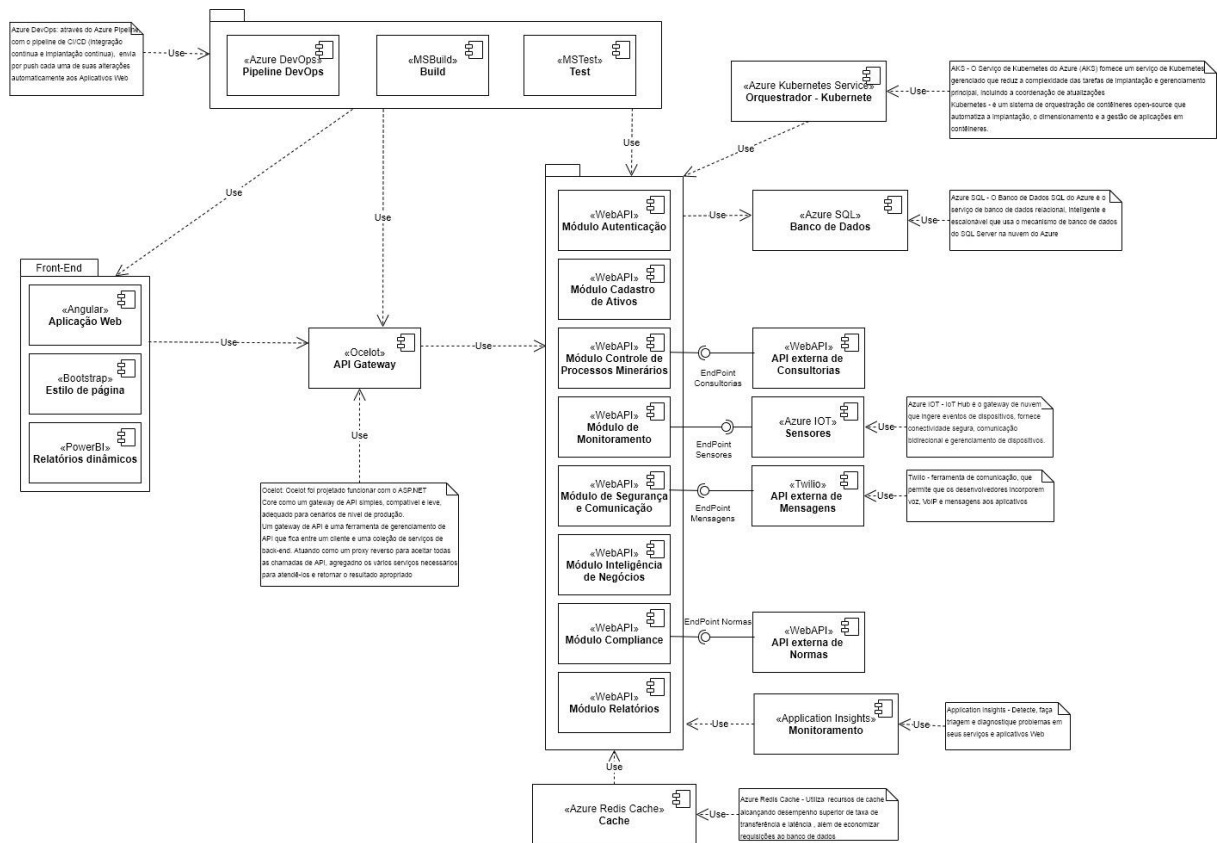 Azure DevOps: através do Azure Pipeline
com o pipeline de CI/CD (integração
contínua e implantação contínua), envia
por push cada uma de suas alterações
automaticamente aos Aplicativos Web
Use
«Azure DevOps»
Pipeline DevOps
«MSBuild»
Build
«MSTest»
Test
«Azure Kubernetes Service»
Orquestrador - Kubernete
Use
AKS - O Serviço de Kubernetes do Azure (AKS) fornece um serviço de Kubernetes
gerenciado que reduz a complexidade das tarefas de implantação e gerenciamento
principal, incluindo a coordenação de atualizações
Kubernetes - é um sistema de orquestração de contêineres open-source que
automatiza a implantação, o dimensionamento e a gestão de aplicações em
contêineres.
Use
Use
Use
Use
Front-End
«Angular»
Aplicação Web
«Bootstrap»
Estilo de página
«PowerBI»
Relatórios dinâmicos
Use
«Ocelot»
API Gateway
Use
Use
Ocelot: Ocelot foi projetado funcionar com o ASP.NET
Core como um gateway de API simples, compatível e leve,
adequado para cenários de nível de produção.
Um gateway de API é uma ferramenta de gerenciamento de
API que fica entre um cliente e uma coleção de serviços de
back-end. Atuando como um proxy reverso para aceitar todas
as chamadas de API, agregadno os vários serviços necessários
para atendê-los e retornar o resultado apropriado
«WebAPI»
Módulo Autenticação
«WebAPI»
Módulo Cadastro
de Ativos
«WebAPI»
Módulo Controle de
Processos Minerários
«WebAPI»
Módulo de
Monitoramento
«WebAPI»
Módulo de Segurança
e Comunicação
«WebAPI»
Módulo Inteligência
de Negócios
«WebAPI»
Módulo Compliance
«WebAPI»
Módulo Relatórios
Use
«Azure SQL»
Banco de Dados
Use
Azure SQL - O Banco de Dados SQL do Azure é o
serviço de banco de dados relacional, inteligente e
escalonável que usa o mecanismo de banco de dados
do SQL Server na nuvem do Azure
EndPoint
Consultorias
«WebAPI»
API externa de
Consultorias
EndPoint
Sensores
«Azure IOT»
Sensores
Use
Azure IOT - IoT Hub é o gateway de nuvem
que ingere eventos de dispositivos, fornece
conectividade segura, comunicação
bidirecional e gerenciamento de dispositivos.
EndPoint
Mensagens
«Twilio»
API externa de
Mensagens
Use
Twilo - ferramenta de comunicação, que
permite que os desenvolvedores incorporem
voz, VoIP e mensagens aos aplicativos
EndPoint Normas
«WebAPI»
API externa de
Normas
Use
«Application Insights»
Monitoramento
Use
Application Insights - Detecte, faça
triagem e diagnostique problemas em
seus serviços e aplicativos Web
Use
«Azure Redis Cache»
Cache
Use
Azure Redis Cache - Utiliza recursos de cache
alcançando desempenho superior de taxa de
transferência e latência , além de economizar
requisições ao banco de dados